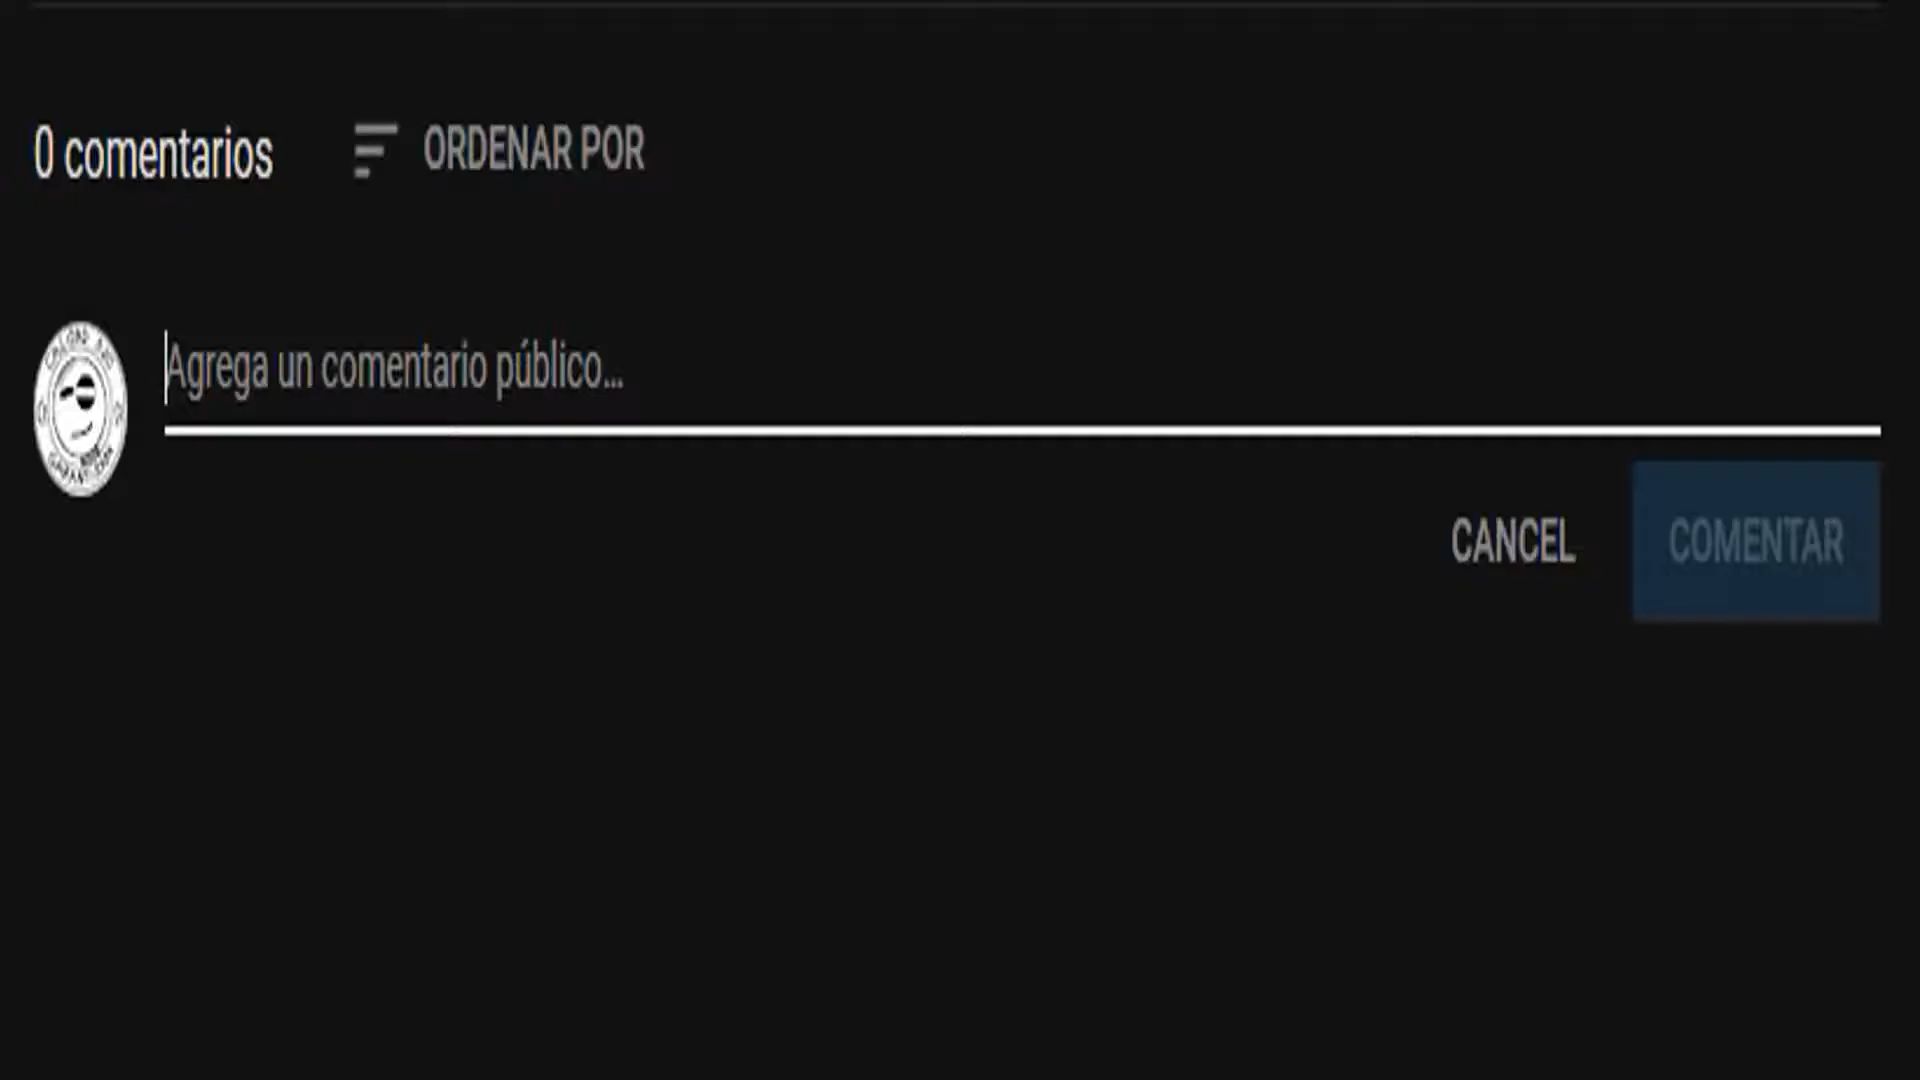 0 comentarios
ORDENAR POR
Agrega un comentario público...
CANCEL
COMENTAR